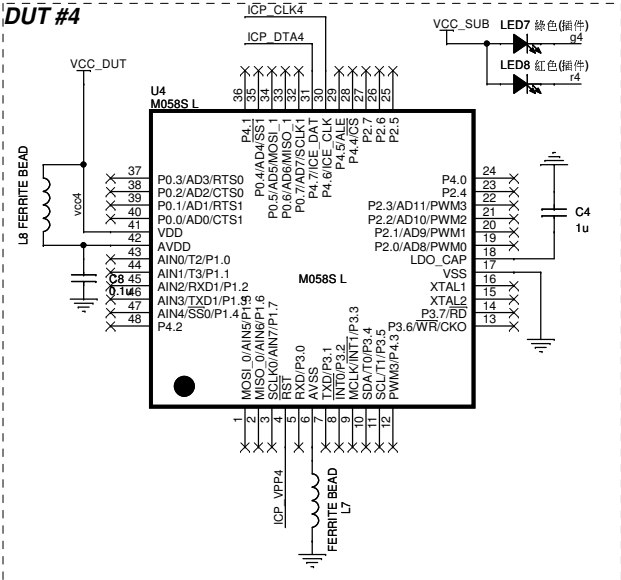 DUT #4
ICP_CLK4
ICP_DTA4
VCC_SUB
LED7 綠色(插件)
g4
LED8 紅色(插件)
r4
VCC_DUT
U4
M058S L
36
35
34
33
32
31
30
29
28
27
26
25
P4.1
P0.4/AD4/SS1
P0.5/AD5/MOSI_1
P0.6/AD6/MISO_1
P0.7/AD7/SCLK1
P4.7/ICE_DAT
P4.6/ICE_CLK
P4.5/ALE
P4.4/CS
P2.7
P2.6
P2.5
L8 FERRITE BEAD
vcc4
37 P0.3/AD3/RTS0
38 P0.2/AD2/CTS0
39 P0.1/AD1/RTS1
40 P0.0/AD0/CTS1
41 VDD
42 AVDD
43 AIN0/T2/P1.0
44 AIN1/T3/P1.1
45 AIN2/RXD1/P1.2
46 AIN3/TXD1/P1.3
47 AIN4/SS0/P1.4
48 P4.2
C8
0.1u
M058S L
P4.0 24
P2.4 23
P2.3/AD11/PWM3 22
P2.2/AD10/PWM2 21
P2.1/AD9/PWM1 20
P2.0/AD8/PWM0 19
LDO_CAP 18
VSS 17
XTAL1 16
XTAL2 15
P3.7/RD 14
P3.6/WR/CKO 13
C4
1u
MOSI_0/AIN5/P1.5
MISO_0/AIN6/P1.6
SCLK0/AIN7/P1.7
RST
RXD/P3.0
AVSS
TXD/P3.1
INT0/P3.2
MCLK/INT1/P3.3
SDA/T0/P3.4
SCL/T1/P3.5
PWM3/P4.3
1
2
3
4
5
6
7
8
9
10
11
12
ICP_VPP4
FERRITE BEAD
L7